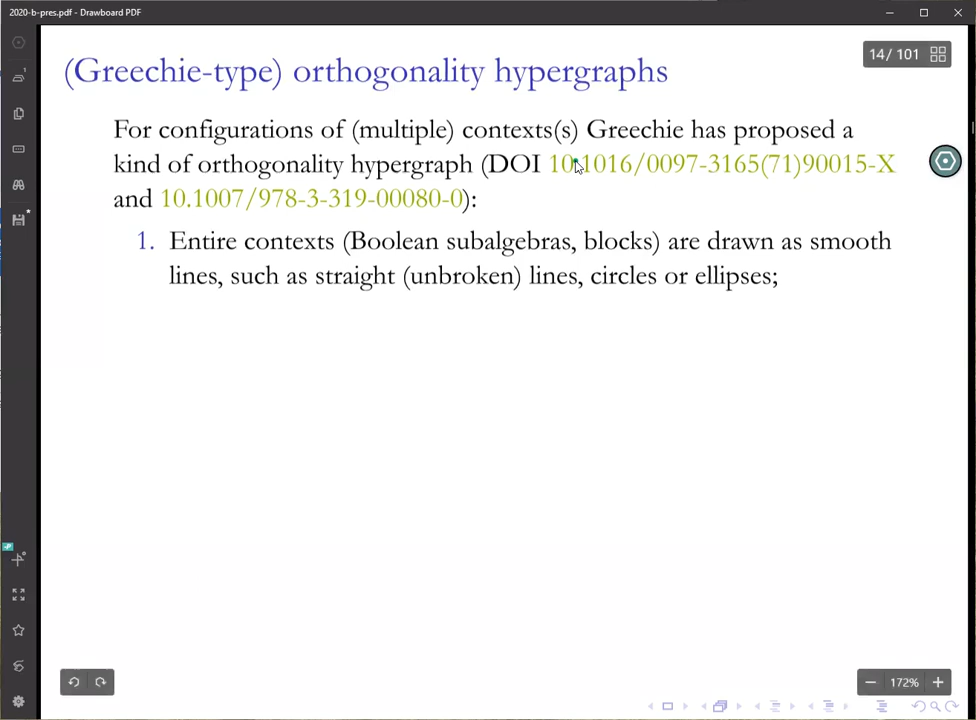 2020-b-pres.pdf - Drawboard PDF
14 / 101
(Greechie-type) orthogonality hypergraphs
For configurations of (multiple) contexts(s) Greechie has proposed a
kind of orthogonality hypergraph (DOI 10.1016/0097-3165(71)90015-X
and 10.1007/978-3-319-00080-0):
1. Entire contexts (Boolean subalgebras, blocks) are drawn as smooth
lines, such as straight (unbroken) lines, circles or ellipses;
172%